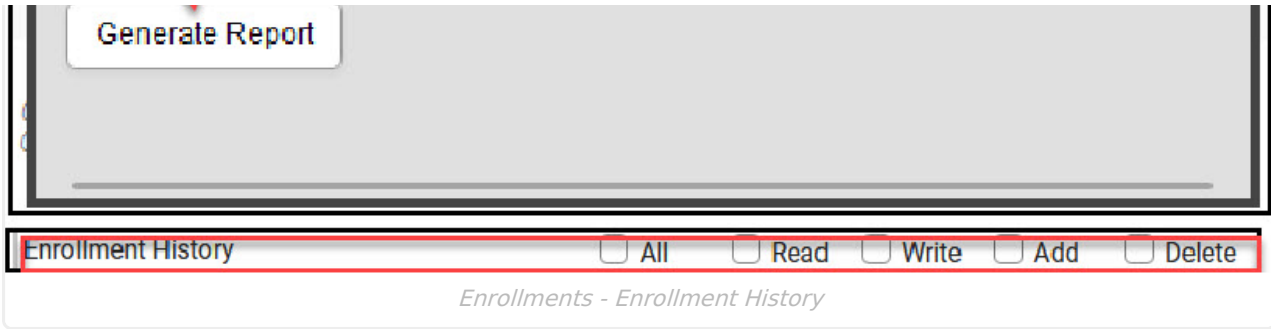 Generate Report
Enrollment History All Read Write Add Delete
Enrollments - Enrollment History